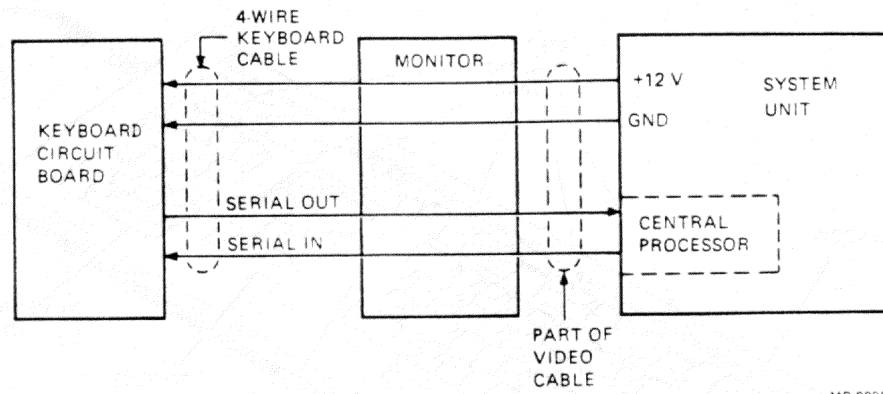 4-WIRE
KEYBOARD
CABLE
MONITOR
+12 V
SYSTEM
UNIT
GND
KEYBOARD
CIRCUIT
BOARD
SERIAL OUT
SERIAL IN
CENTRAL
PROCESSOR
PART OF
VIDEO
CABLE